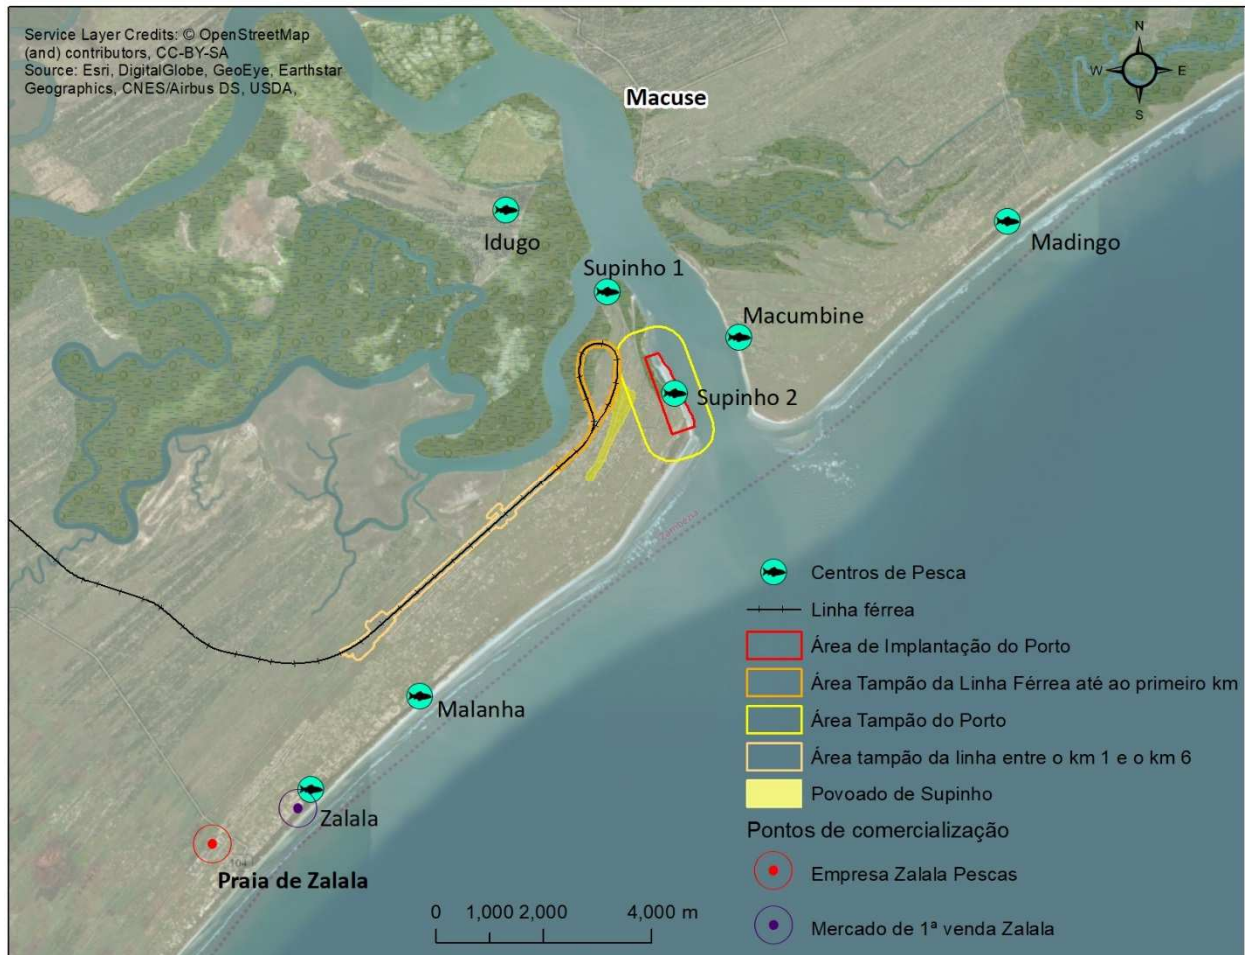 Service Layer Credits: © OpenStreetMap
(and) contributors, CC-BY-SA
Source: Esri, DigitalGlobe, GeoEye, Earthstar
Geographics, CNES/Airbus DS, USDA,
N
W
E
S
Macuse
Idugo
Madingo
Supinho 1
Macumbine
Supinho 2
Zambezia
Malanha
Zalala
104
Praia de Zalala
Centros de Pesca
Linha férrea
Área de Implantação do Porto
Área Tampão da Linha Férrea até ao primeiro km
Área Tampão do Porto
Área tampão da linha entre o km 1 e o km 6
Povoado de Supinho
Pontos de comercialização
Empresa Zalala Pescas
Mercado de 1ª venda Zalala
0 1,000 2,000 4,000 m